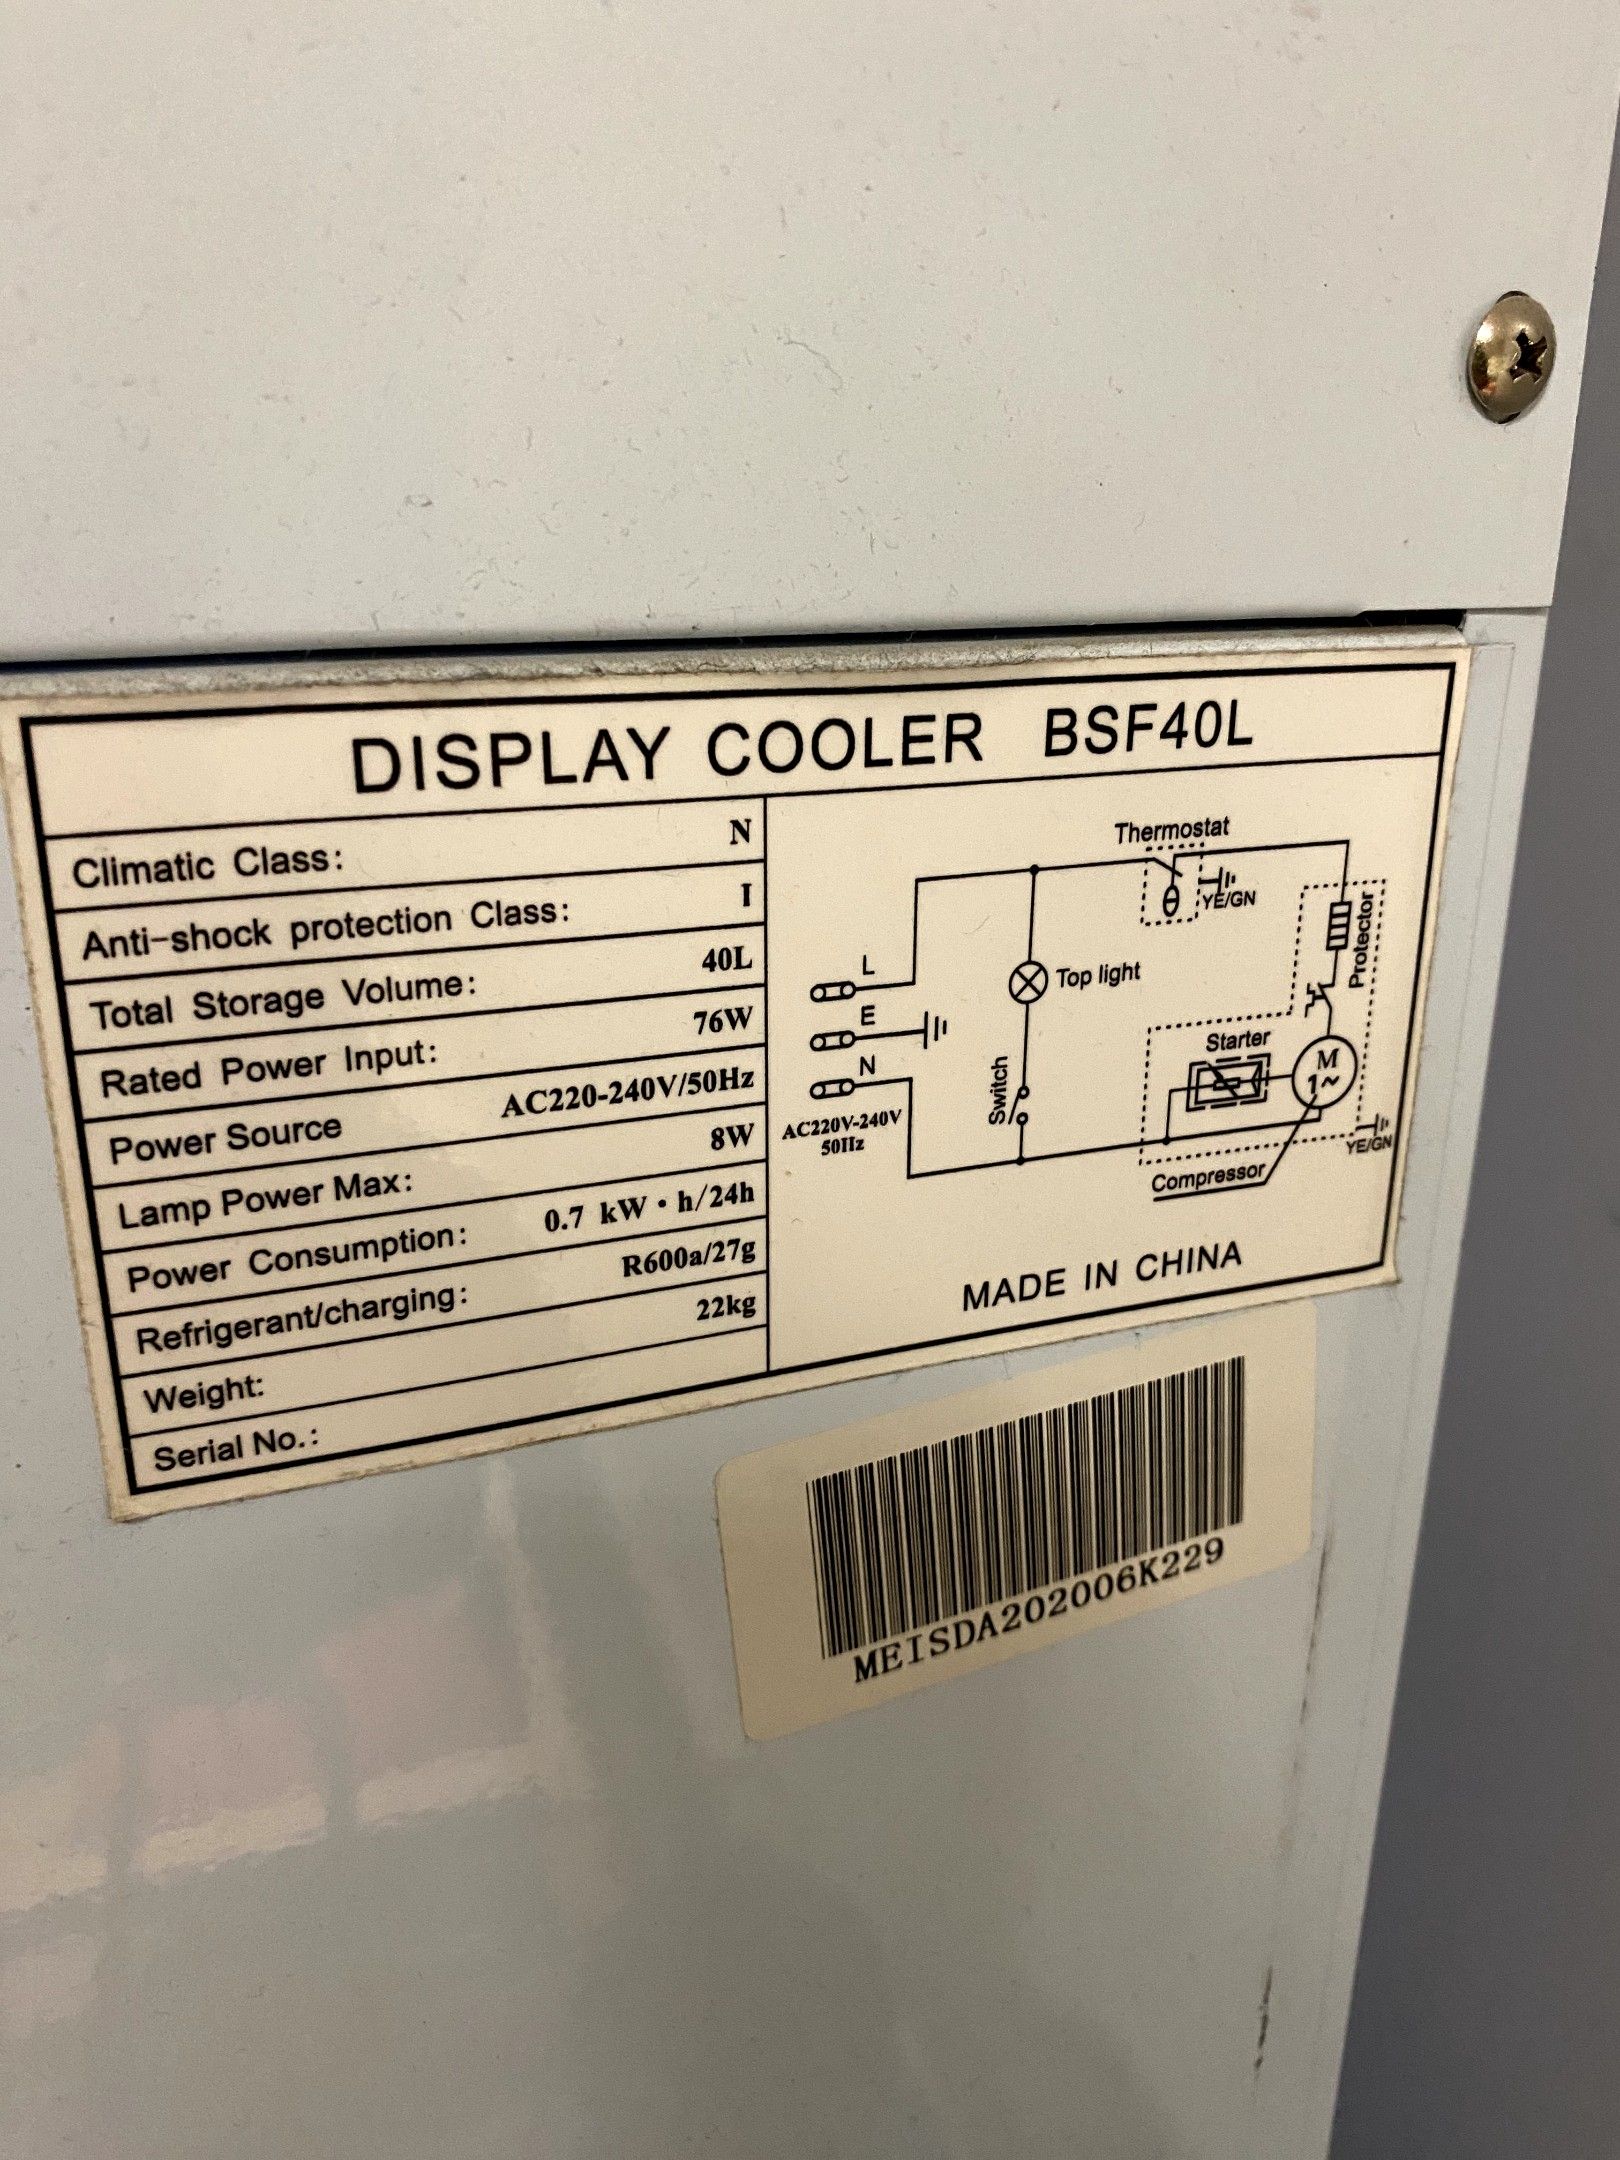 DISPLAY COOLER BSF40L
Climatic Class: N
Anti-shock protection Class: I
Total Storage Volume: 40L
Rated Power Input: 76W
Power Source AC220-240V/50Hz
Lamp Power Max: 8W
Power Consumption: 0.7 kW·h/24h
Refrigerant/charging: R600a/27g
Weight: 22kg
Serial No.:
Thermostat
YE/GN
Protector
L
Top light
E
Starter
N
M
1~
Switch
AC220V-240V
50Hz
YE/GN
Compressor
MADE IN CHINA
MEISDA202006K229